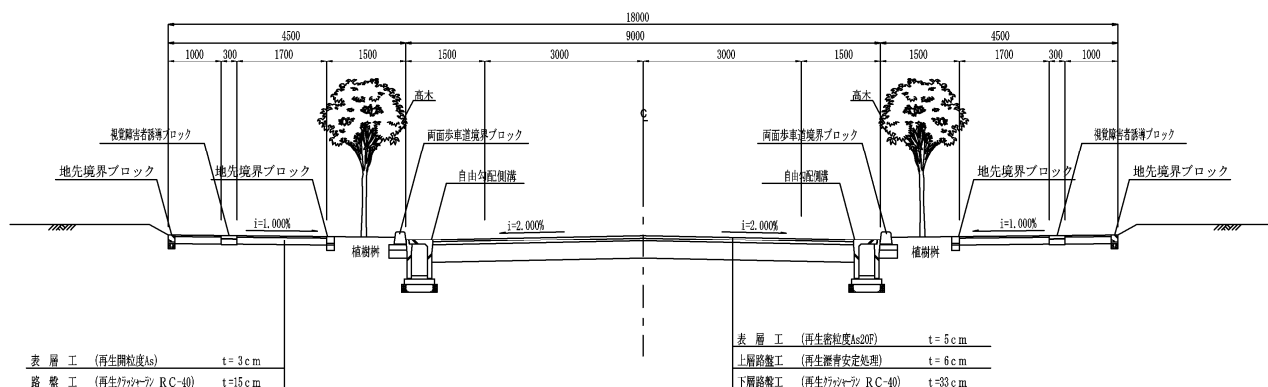 18000
4500 9000 4500
1000 300 1700 1500 1500 3000 3000 1500 1500 1700 300 1000
高木 高木
℄
視覚障害者誘導ブロック 両面歩車道境界ブロック 両面歩車道境界ブロック 視覚障害者誘導ブロック
地先境界ブロック 地先境界ブロック 自由勾配側溝 自由勾配側溝 地先境界ブロック 地先境界ブロック
i=1.000% i=2.000% i=2.000% i=1.000%
植樹桝 植樹桝
表 層 工 (再生密粒度As20F) t= 5cm
表 層 工 (再生開粒度As) t= 3cm
上層路盤工 (再生瀝青安定処理) t= 6cm
路 盤 工 (再生クラッシャーラン RC-40) t=15cm
下層路盤工 (再生クラッシャーラン RC-40) t=33cm